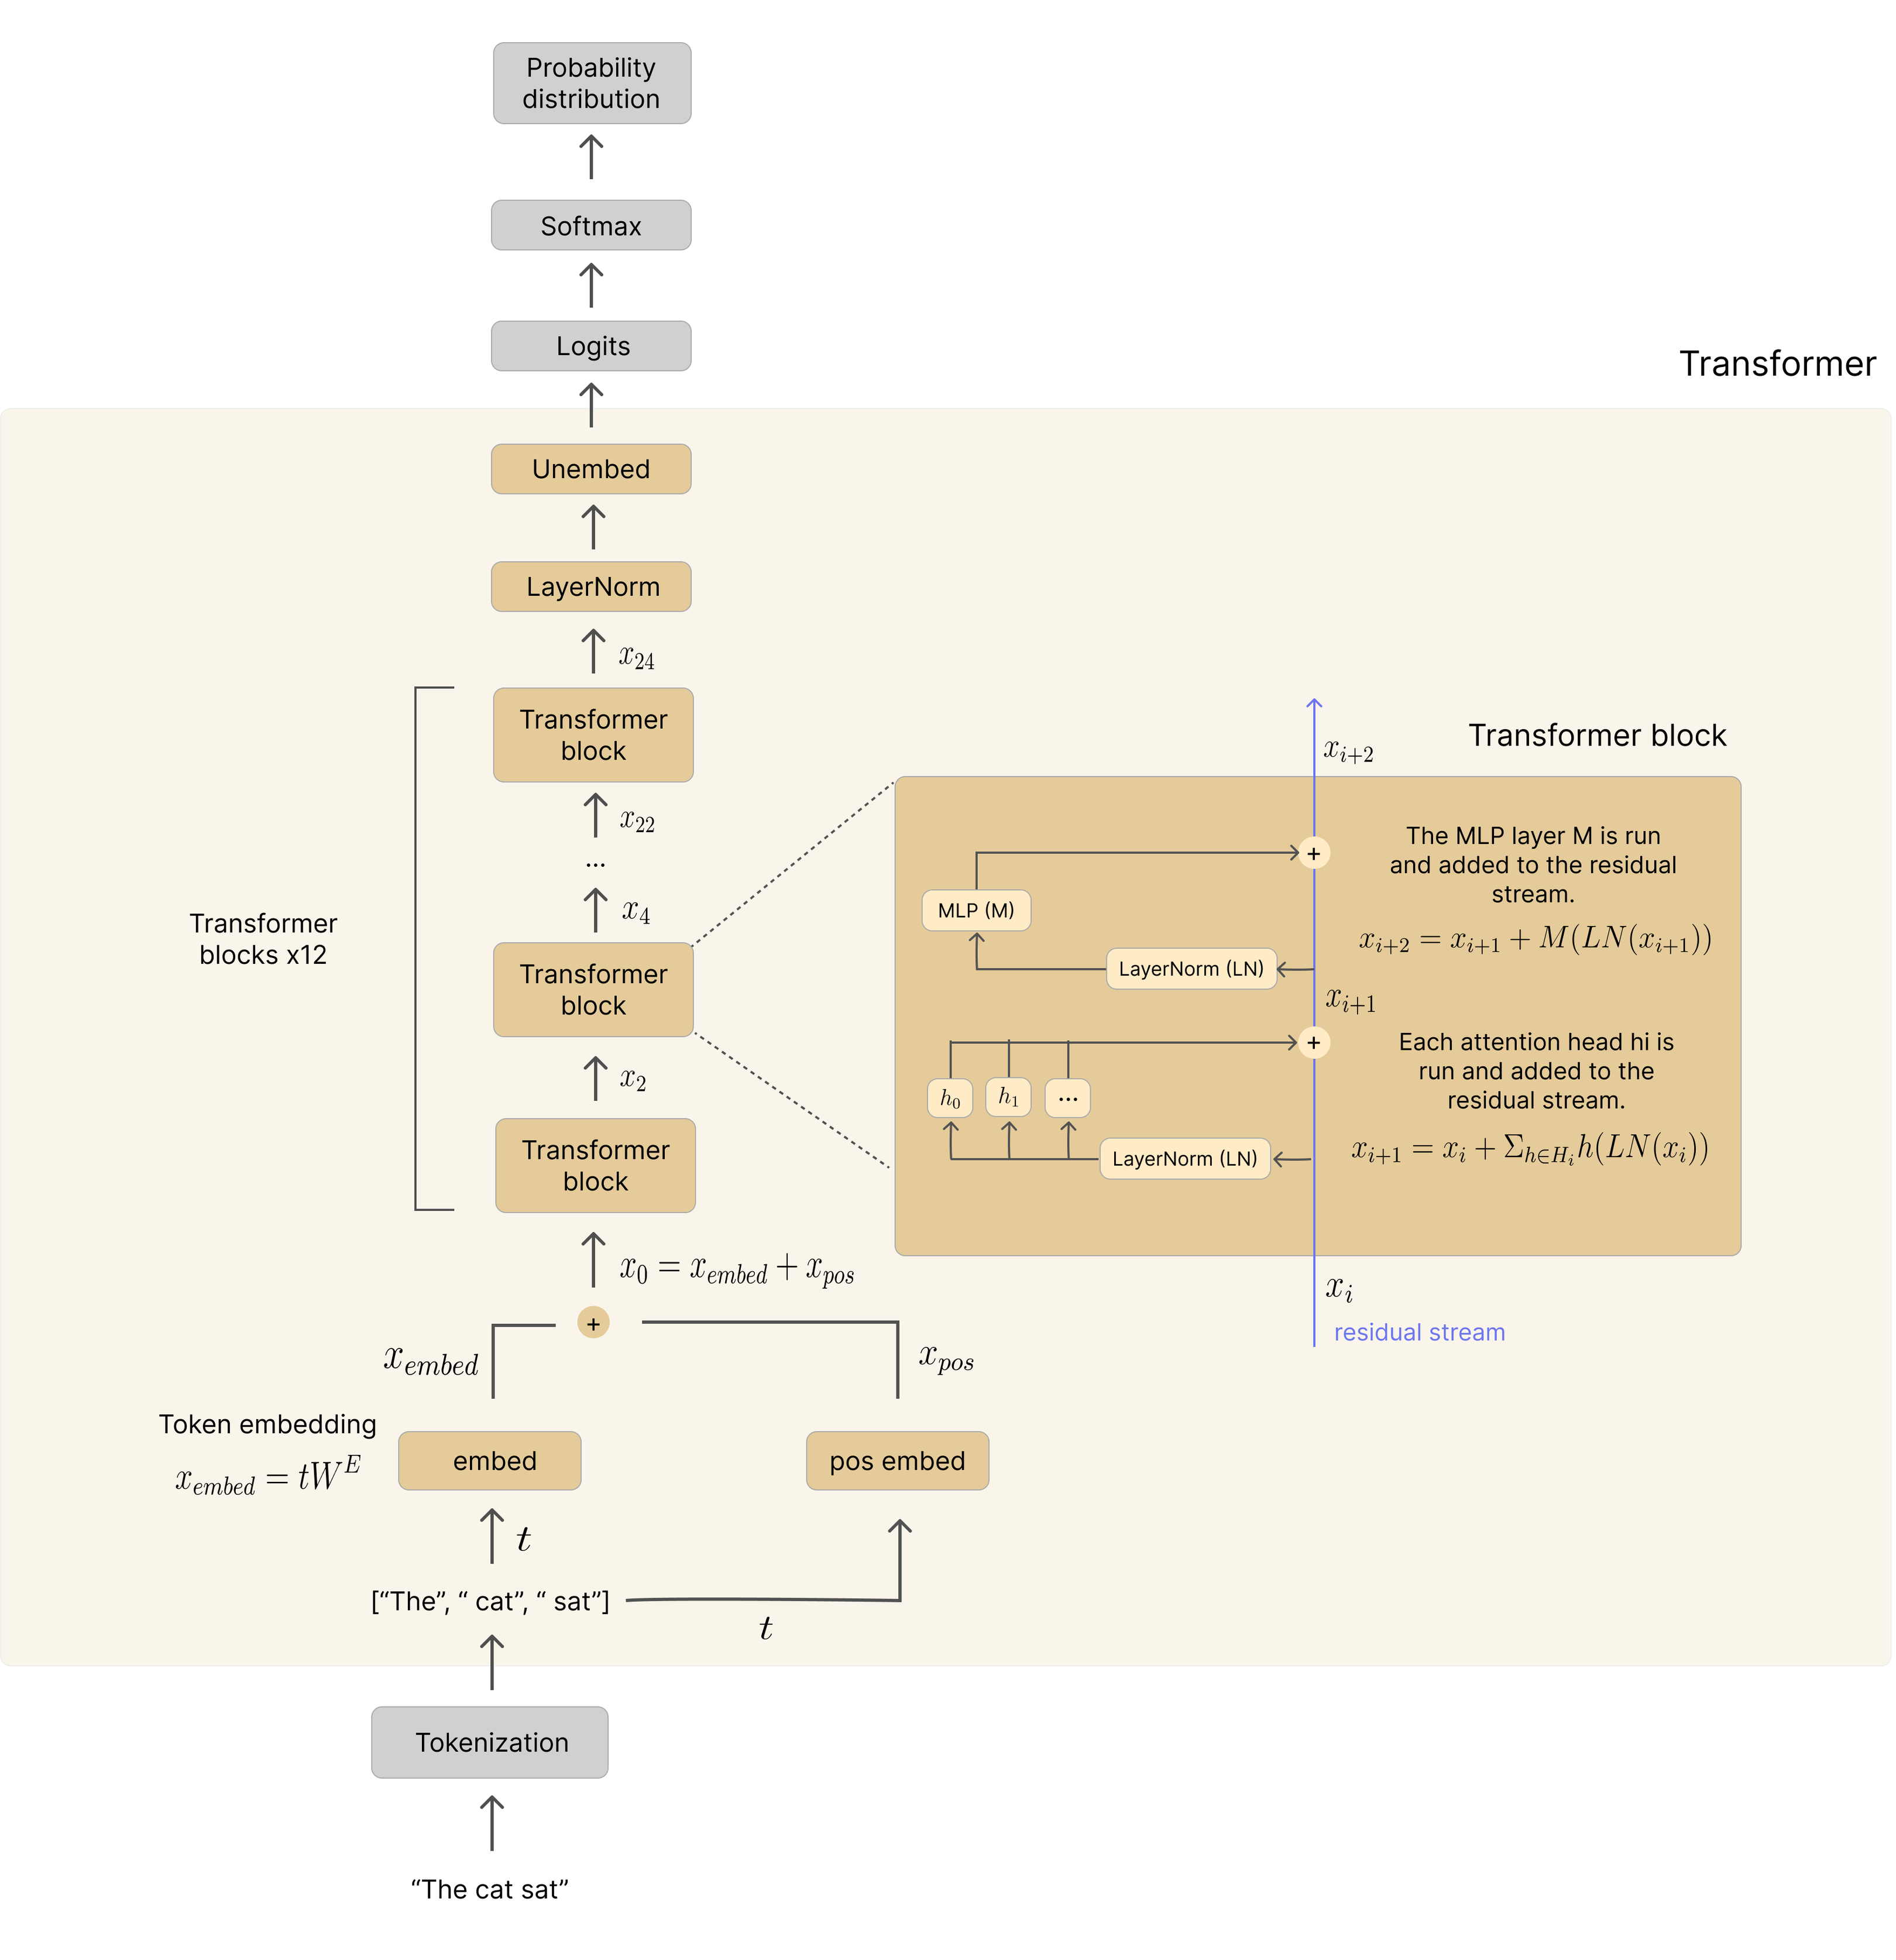 Probability
distribution
Softmax
Logits
Transformer
Unembed
LayerNorm
x_{24}
Transformer
block
x_{22}
...
x_4
Transformer
blocks x12
Transformer
block
x_2
Transformer
block
x_0 = x_{embed} + x_{pos}
+
x_{embed}
x_{pos}
Token embedding
x_{embed} = tW^E
embed
pos embed
t
[“The”, “ cat”, “ sat”]
t
Tokenization
“The cat sat”
Transformer block
x_{i+2}
+
The MLP layer M is run
and added to the residual
stream.
x_{i+2} = x_{i+1} + M(LN(x_{i+1}))
MLP (M)
LayerNorm (LN)
x_{i+1}
+
Each attention head hi is
run and added to the
residual stream.
x_{i+1} = x_i + Σ_{h∈H_i} h(LN(x_i))
h_0
h_1
...
LayerNorm (LN)
x_i
residual stream